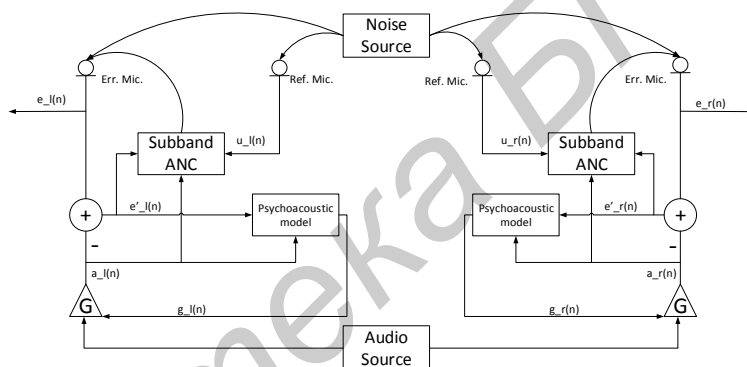 Noise
Source
Err. Mic.
Ref. Mic.
Ref. Mic.
Err. Mic.
e_l(n)
e_r(n)
Subband
ANC
u_l(n)
u_r(n)
Subband
ANC
+
e'_l(n)
Psychoacoustic
model
Psychoacoustic
model
e'_r(n)
+
-
-
a_l(n)
a_r(n)
G
g_l(n)
g_r(n)
G
Audio
Source
тека